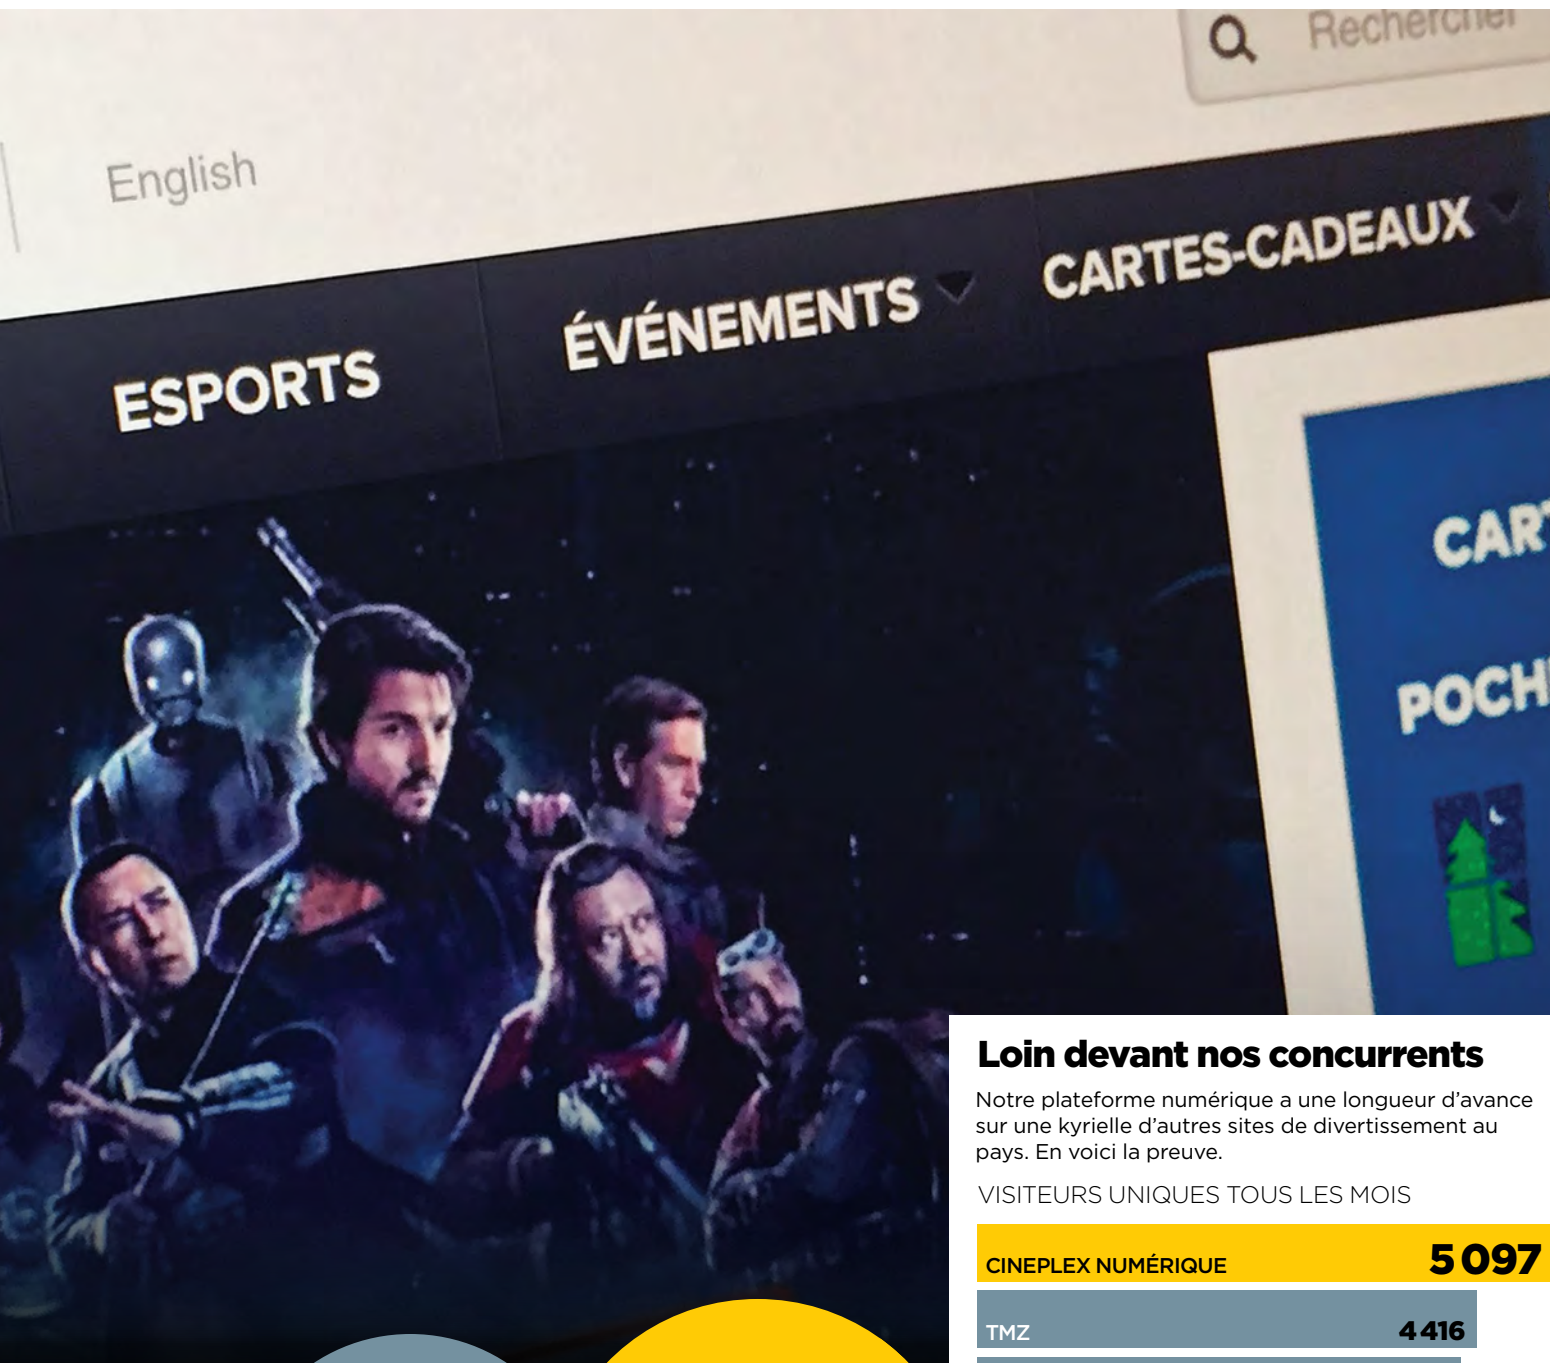 Rechercher
English
ESPORTS
ÉVÉNEMENTS
CARTES-CADEAUX
Loin devant nos concurrents
Notre plateforme numérique a une longueur d’avance
sur une kyrielle d’autres sites de divertissement au
pays. En voici la preuve.
VISITEURS UNIQUES TOUS LES MOIS
CINEPLEX NUMÉRIQUE 5 097
TMZ 4 416